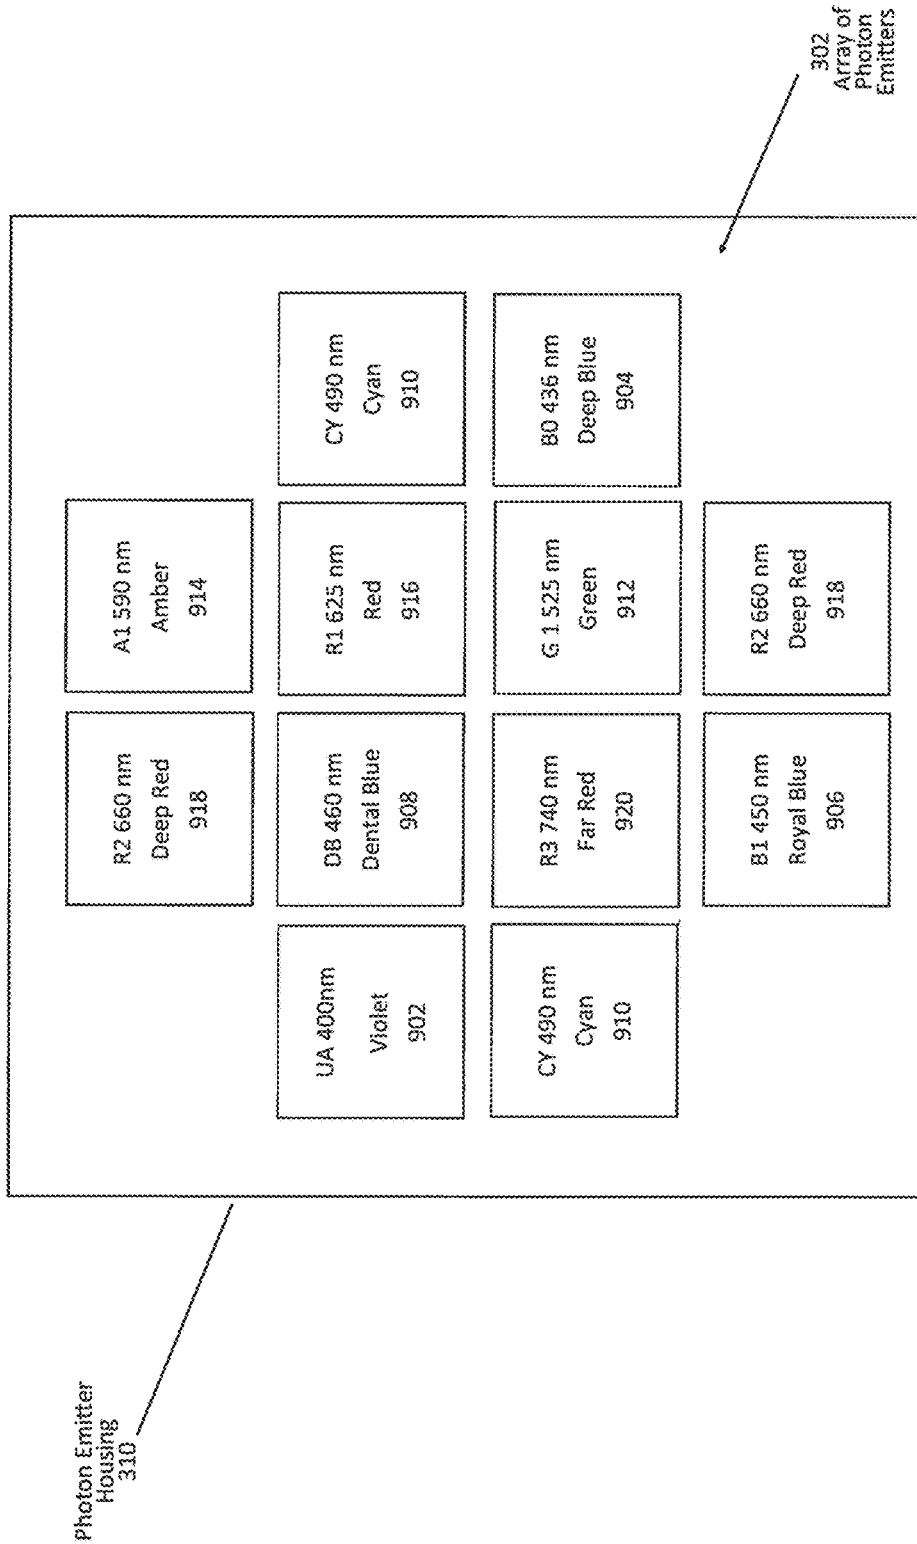 Photon Emitter
Housing
310
R2 660 nm
Deep Red
918
A1 590 nm
Amber
914
UA 400nm
Violet
902
DB 460 nm
Dental Blue
908
R1 625 nm
Red
916
CY 490 nm
Cyan
910
CY 490 nm
Cyan
910
R3 740 nm
Far Red
920
G 1 525 nm
Green
912
B0 436 nm
Deep Blue
904
B1 450 nm
Royal Blue
906
R2 660 nm
Deep Red
918
302
Array of
Photon
Emitters